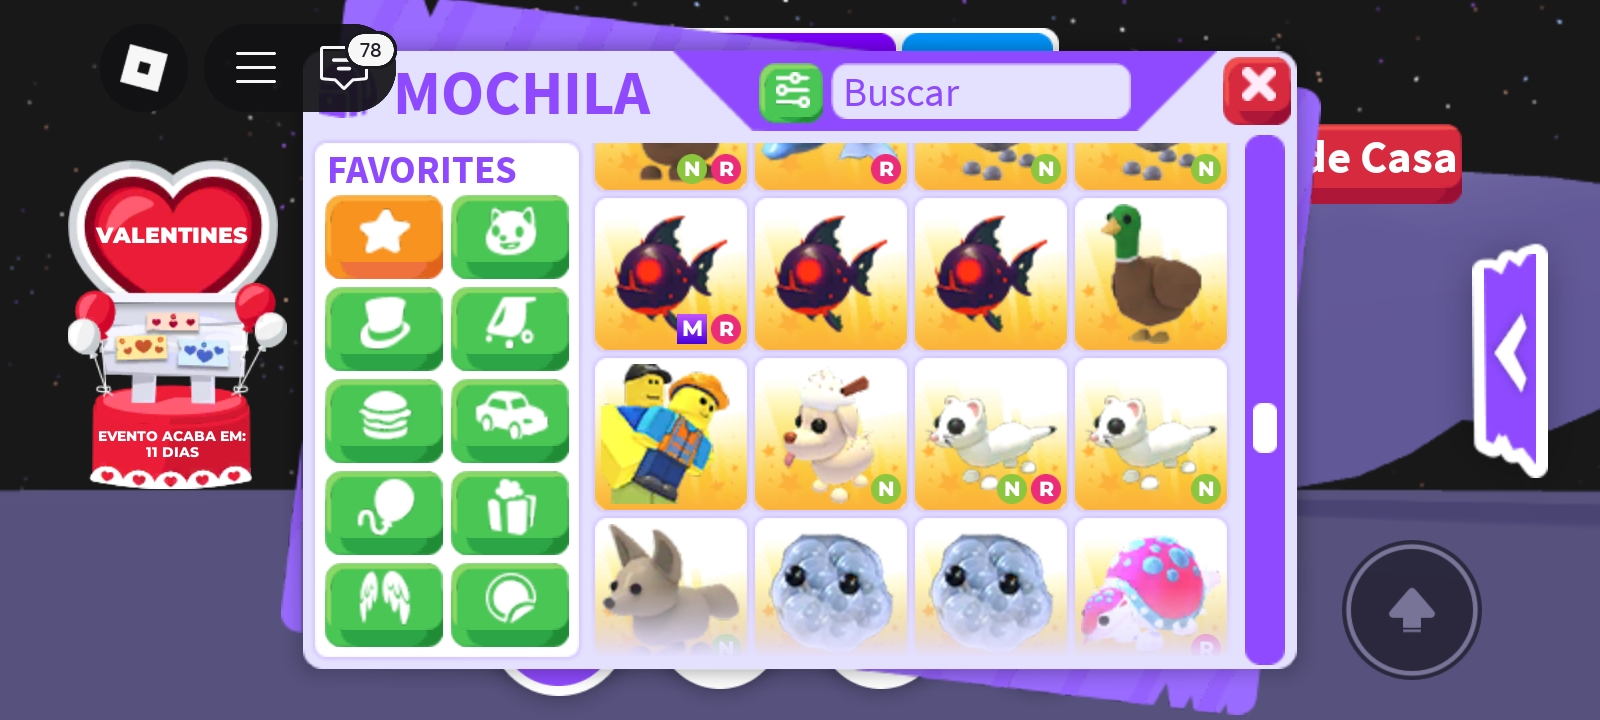 78
MOCHILA
Buscar
de Casa
FAVORITES
N R
R
N
N
VALENTINES
EVENTO ACABA EM:
11 DIAS
M R
N
N R
N
N
R